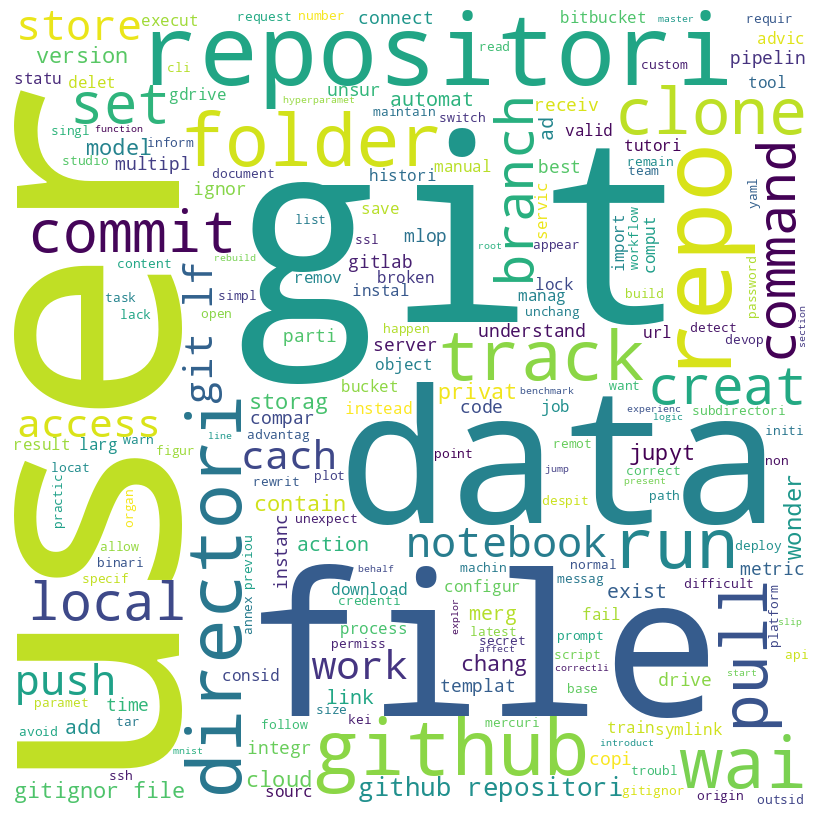 store
execut
request
number
connect
bitbucket
master
requir
repositori
version
cli
read
custom
advic
pipelin
statu
delet
set
gdrive
unsur
automat
hyperparamet
maintain
switch
receiv
clone
tool
singl
function
model
inform
folder
branch
ad
valid
tutori
studio
multipl
document
histori
manual
best
servic
remain
team
repo
command
yaml
user
ignor
save
git
list
ssl
mlop
commit
root
appear
import
workflow
comput
content
rebuild
gitlab
broken
remov
instal
lock
manag
build
password
task
lack
git lf
simpl
open
unchang
happen
parti
understand
server
url
detect
devop
section
object
track
bucket
privat
benchmark
want
creat
access
directori
storag
instead
code
job
experienc
logic
subdirectori
initi
result
larg
warn
compar
advantag
line
figur
locat
cach
data
point
remot
correct
jupyt
non
rewrit
plot
jump
present
path
practic
organ
contain
despit
wonder
unexpect
allow
binari
specif
annex
previou
instanc
action
notebook
run
deploy
metric
behalf
machin
normal
messag
difficult
platform
local
file
download
configur
credenti
exist
process
merg
explor
latest
fail
prompt
slip
api
permiss
secret
affect
script
pull
push
consid
work
chang
correctli
start
link
templat
base
drive
paramet
time
size
kei
mercuri
avoid
add
tar
follow
train
symlink
mnist
integr
github
introduct
copi
troubl
wai
ssh
cloud
sourc
github repositori
gitignor
origin
outsid
gitignor file